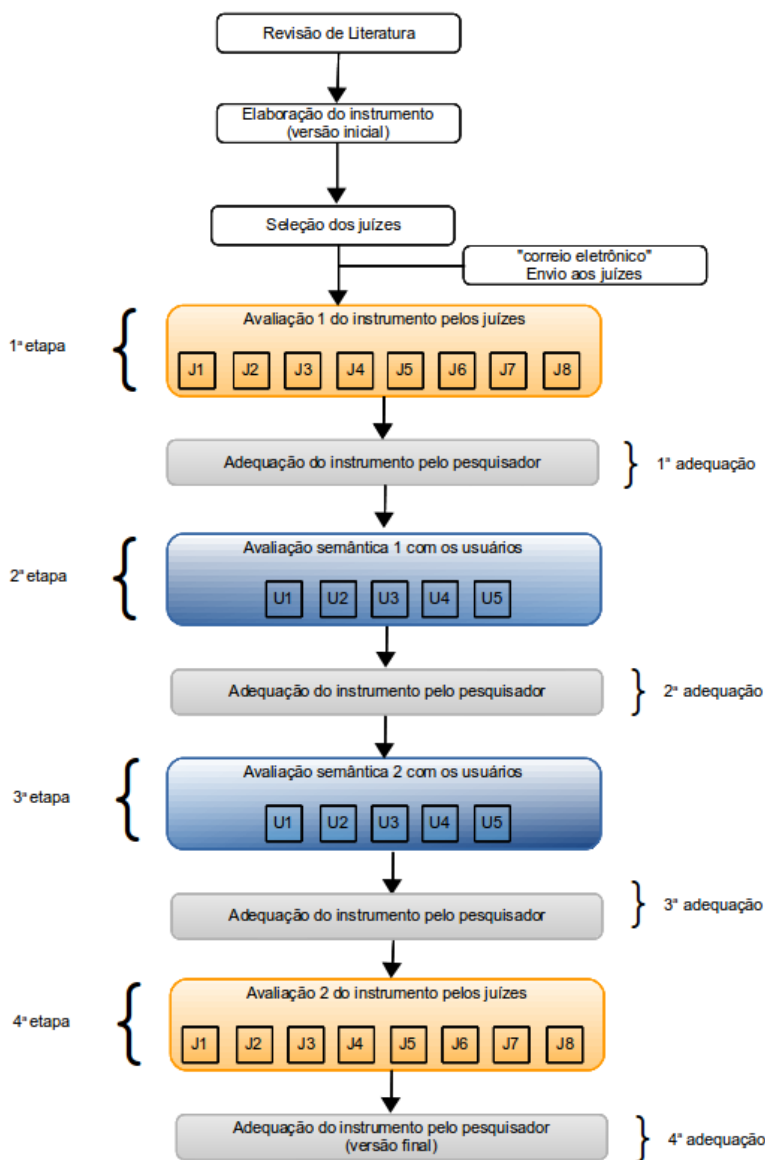 Revisão de Literatura
Elaboração do instrumento
(versão inicial)
Seleção dos juízes
"correio eletrônico"
Envio aos juízes
1ª etapa
Avaliação 1 do instrumento pelos juízes
J1 J2 J3 J4 J5 J6 J7 J8
Adequação do instrumento pelo pesquisador
1ª adequação
2ª etapa
Avaliação semântica 1 com os usuários
U1 U2 U3 U4 U5
Adequação do instrumento pelo pesquisador
2ª adequação
3ª etapa
Avaliação semântica 2 com os usuários
U1 U2 U3 U4 U5
Adequação do instrumento pelo pesquisador
3ª adequação
4ª etapa
Avaliação 2 do instrumento pelos juízes
J1 J2 J3 J4 J5 J6 J7 J8
Adequação do instrumento pelo pesquisador
(versão final)
4ª adequação